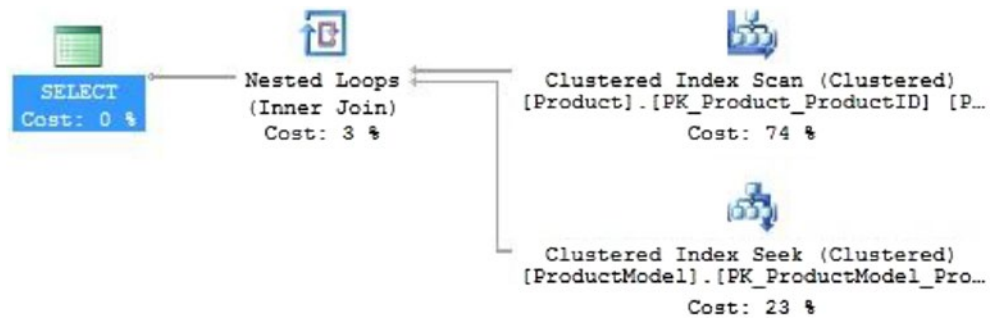 SELECT
Cost: 0 %
Nested Loops
(Inner Join)
Cost: 3 %
Clustered Index Scan (Clustered)
[Product].[PK_Product_ProductID] [P…
Cost: 74 %
Clustered Index Seek (Clustered)
[ProductModel].[PK_ProductModel_Pro…
Cost: 23 %